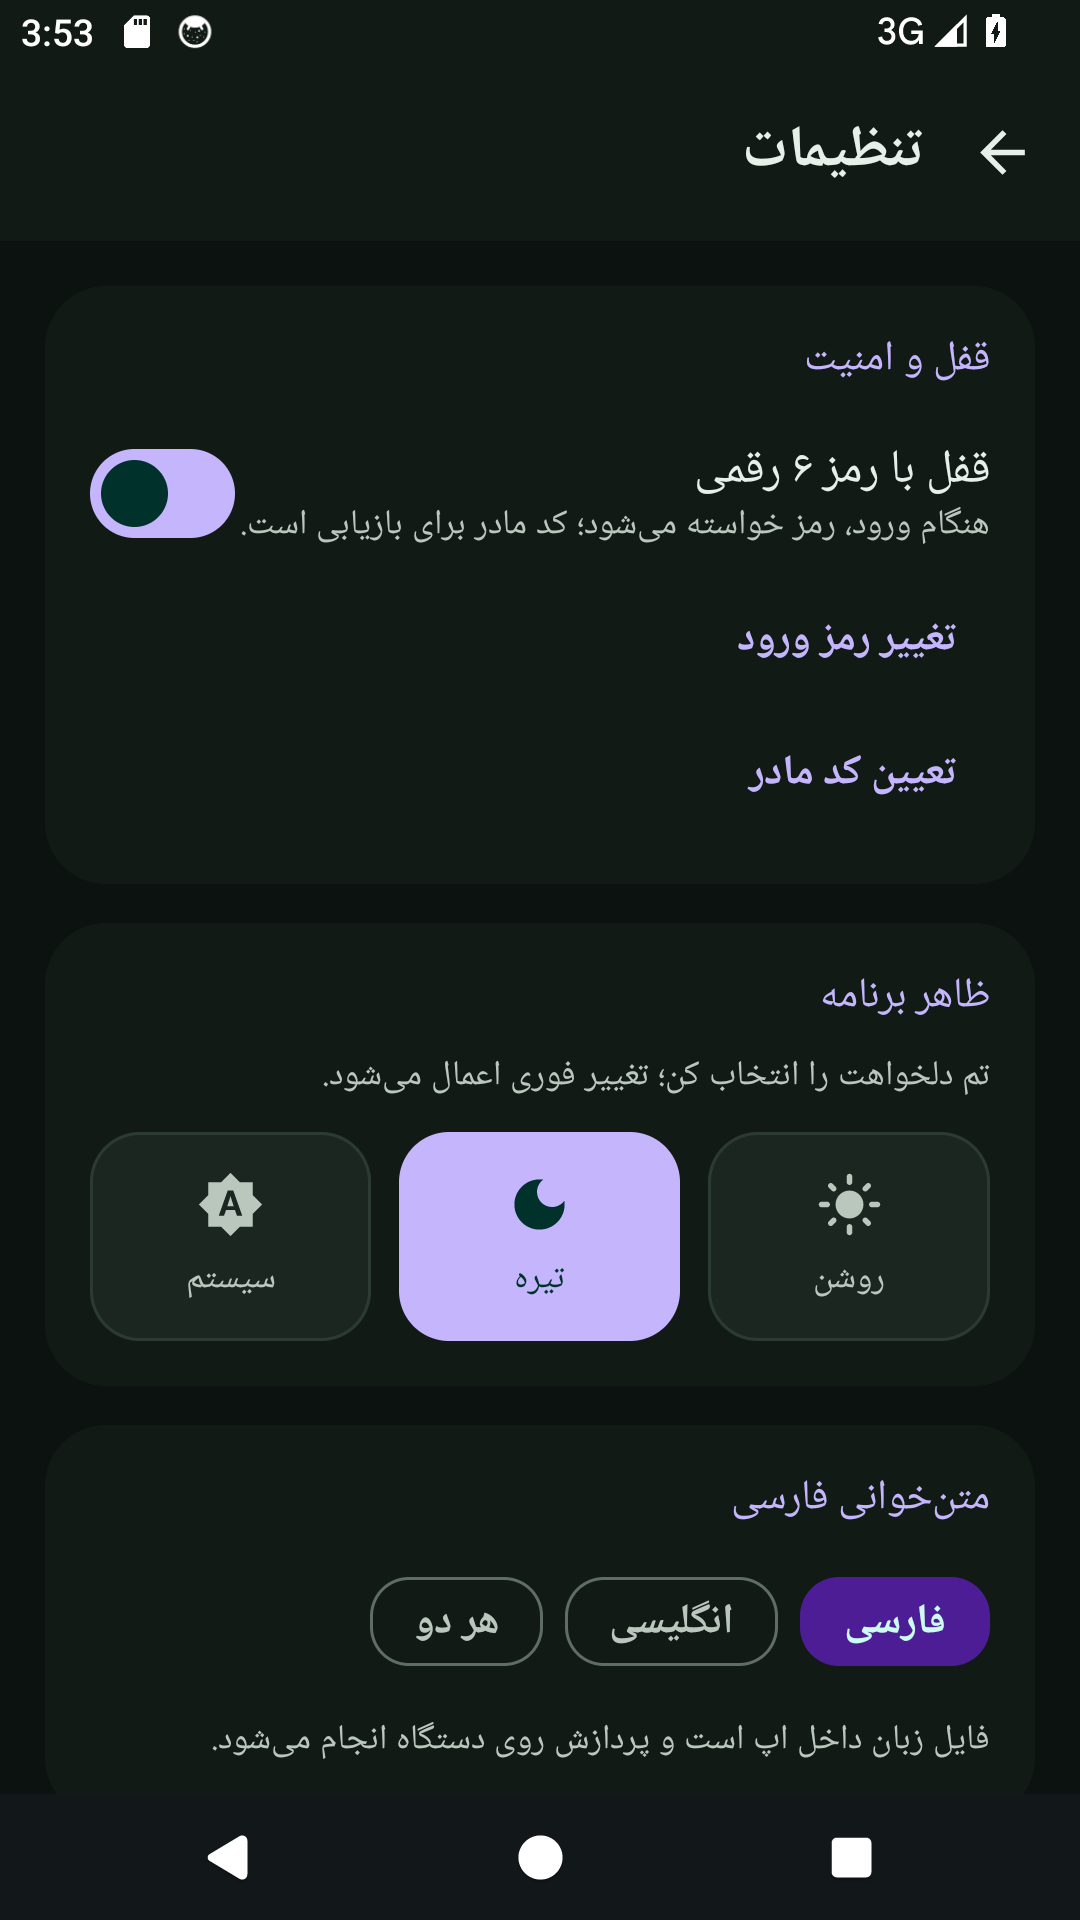 3:53
3G
تنظیمات
قفل و امنیت
قفل با رمز ۶ رقمی
هنگام ورود، رمز خواسته می‌شود؛ کد مادر برای بازیابی است.
تغییر رمز ورود
تعیین کد مادر
ظاهر برنامه
تم دلخواهت را انتخاب کن؛ تغییر فوری اعمال می‌شود.
روشن
تیره
A
سیستم
متن‌خوانی فارسی
فارسی
انگلیسی
هر دو
فایل زبان داخل اپ است و پردازش روی دستگاه انجام می‌شود.